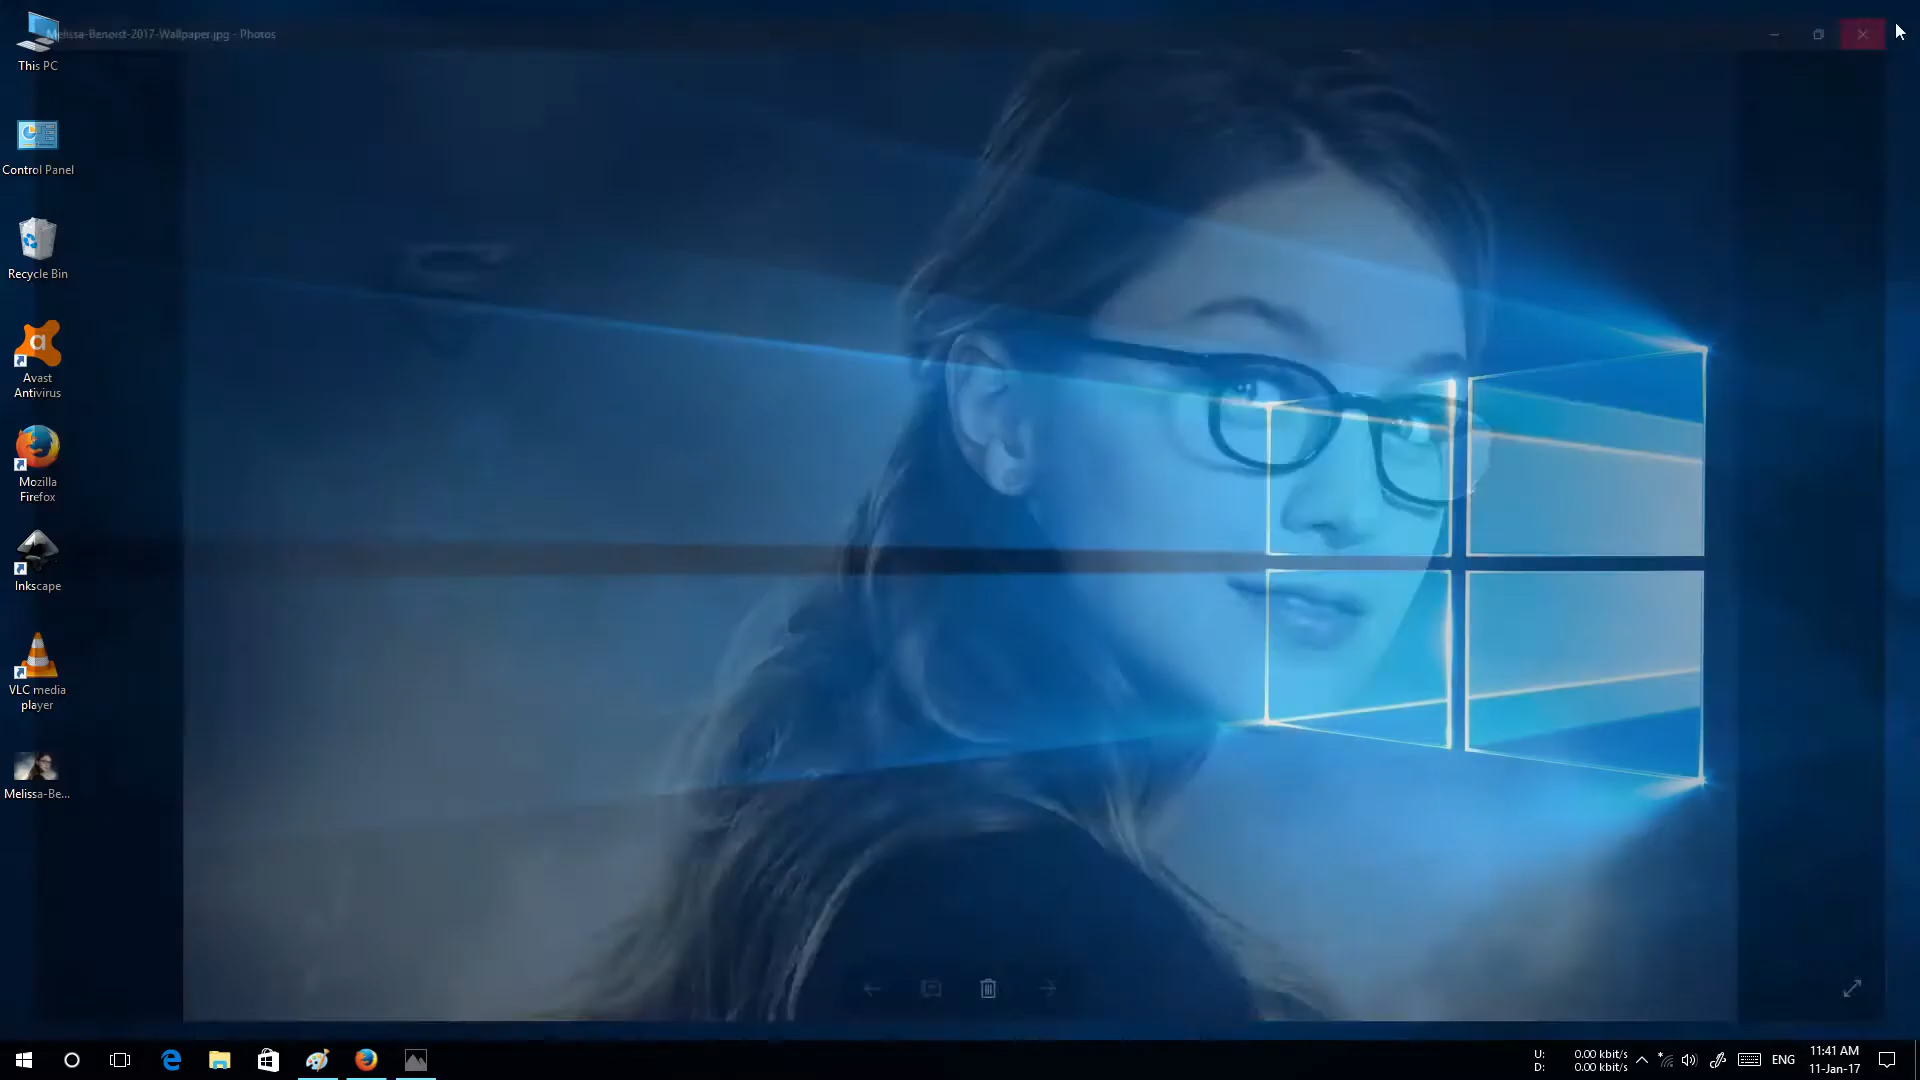 Melissa-Benoist-2017-Wallpaper.jpg - Photos
This PC
Control Panel
Recycle Bin
Avast
Antivirus
Mozilla
Firefox
Inkscape
VLC media
player
Melissa-Be...
U: 0.00 kbit/s
D: 0.00 kbit/s
ENG
11:41 AM
11-Jan-17